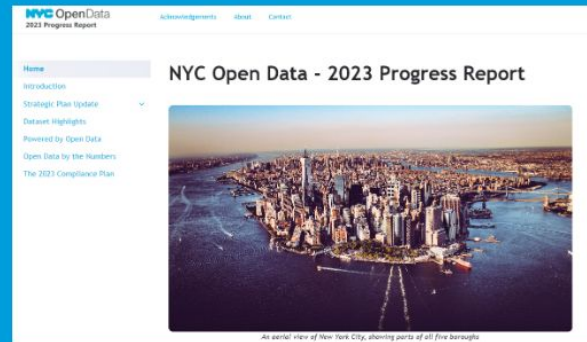 NYC OpenData
2023 Progress Report
Acknowledgements About Contact
Home
Introduction
Strategic Plan Update
Dataset Highlights
Powered by Open Data
Open Data by the Numbers
The 2023 Compliance Plan
NYC Open Data - 2023 Progress Report
An aerial view of New York City, showing parts of all five boroughs